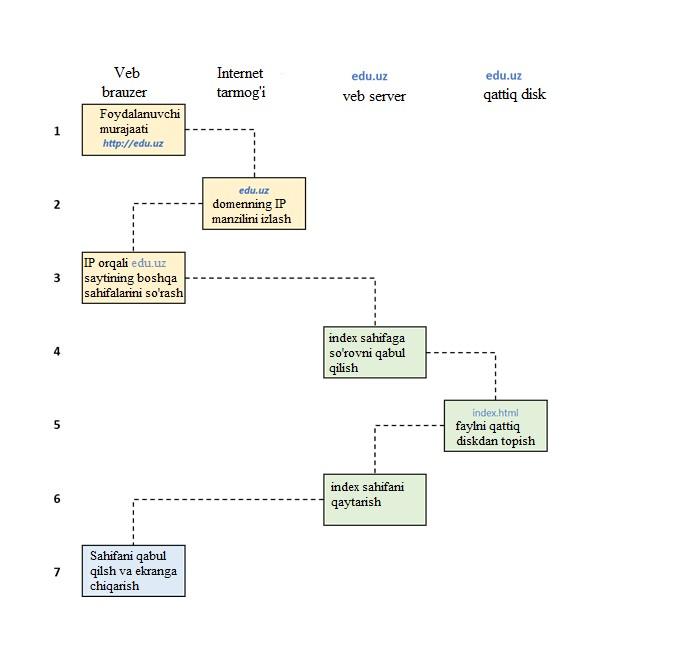 Veb
brauzer
Internet
tarmog'i
edu.uz
veb server
edu.uz
qattiq disk
1
Foydalanuvchi
murajaati
http://edu.uz
2
edu.uz
domenning IP
manzilini izlash
3
IP orqali edu.uz
saytining boshqa
sahifalarini so'rash
4
index sahifaga
so'rovni qabul
qilish
5
index.html
faylni qattiq
diskdan topish
6
index sahifani
qaytarish
7
Sahifani qabul
qilsh va ekranga
chiqarish